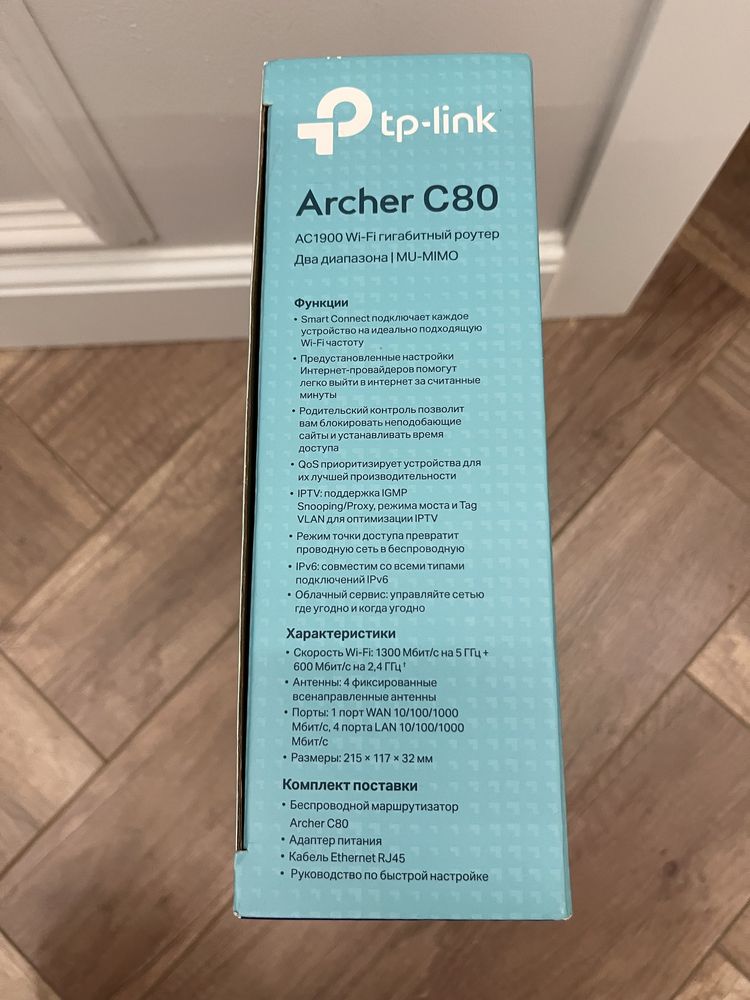 tp-link
Archer C80
AC1900 Wi-Fi гигабитный роутер
Два диапазона | MU-MIMO
Функции
• Smart Connect подключает каждое
устройство на идеально подходящую
Wi-Fi частоту
• Предустановленные настройки
Интернет-провайдеров помогут
легко выйти в интернет за считанные
минуты
• Родительский контроль позволит
вам блокировать неподобающие
сайты и устанавливать время
доступа
• QoS приоритизирует устройства для
их лучшей производительности
• IPTV: поддержка IGMP
Snooping/Proxy, режима моста и Tag
VLAN для оптимизации IPTV
• Режим точки доступа превратит
проводную сеть в беспроводную
• IPv6: совместим со всеми типами
подключений IPv6
• Облачный сервис: управляйте сетью
где угодно и когда угодно
Характеристики
• Скорость Wi-Fi: 1300 Мбит/с на 5 ГГц +
600 Мбит/с на 2,4 ГГц†
• Антенны: 4 фиксированные
всенаправленные антенны
• Порты: 1 порт WAN 10/100/1000
Мбит/с, 4 порта LAN 10/100/1000
Мбит/с
• Размеры: 215 × 117 × 32 мм
Комплект поставки
• Беспроводной маршрутизатор
Archer C80
• Адаптер питания
• Кабель Ethernet RJ45
• Руководство по быстрой настройке